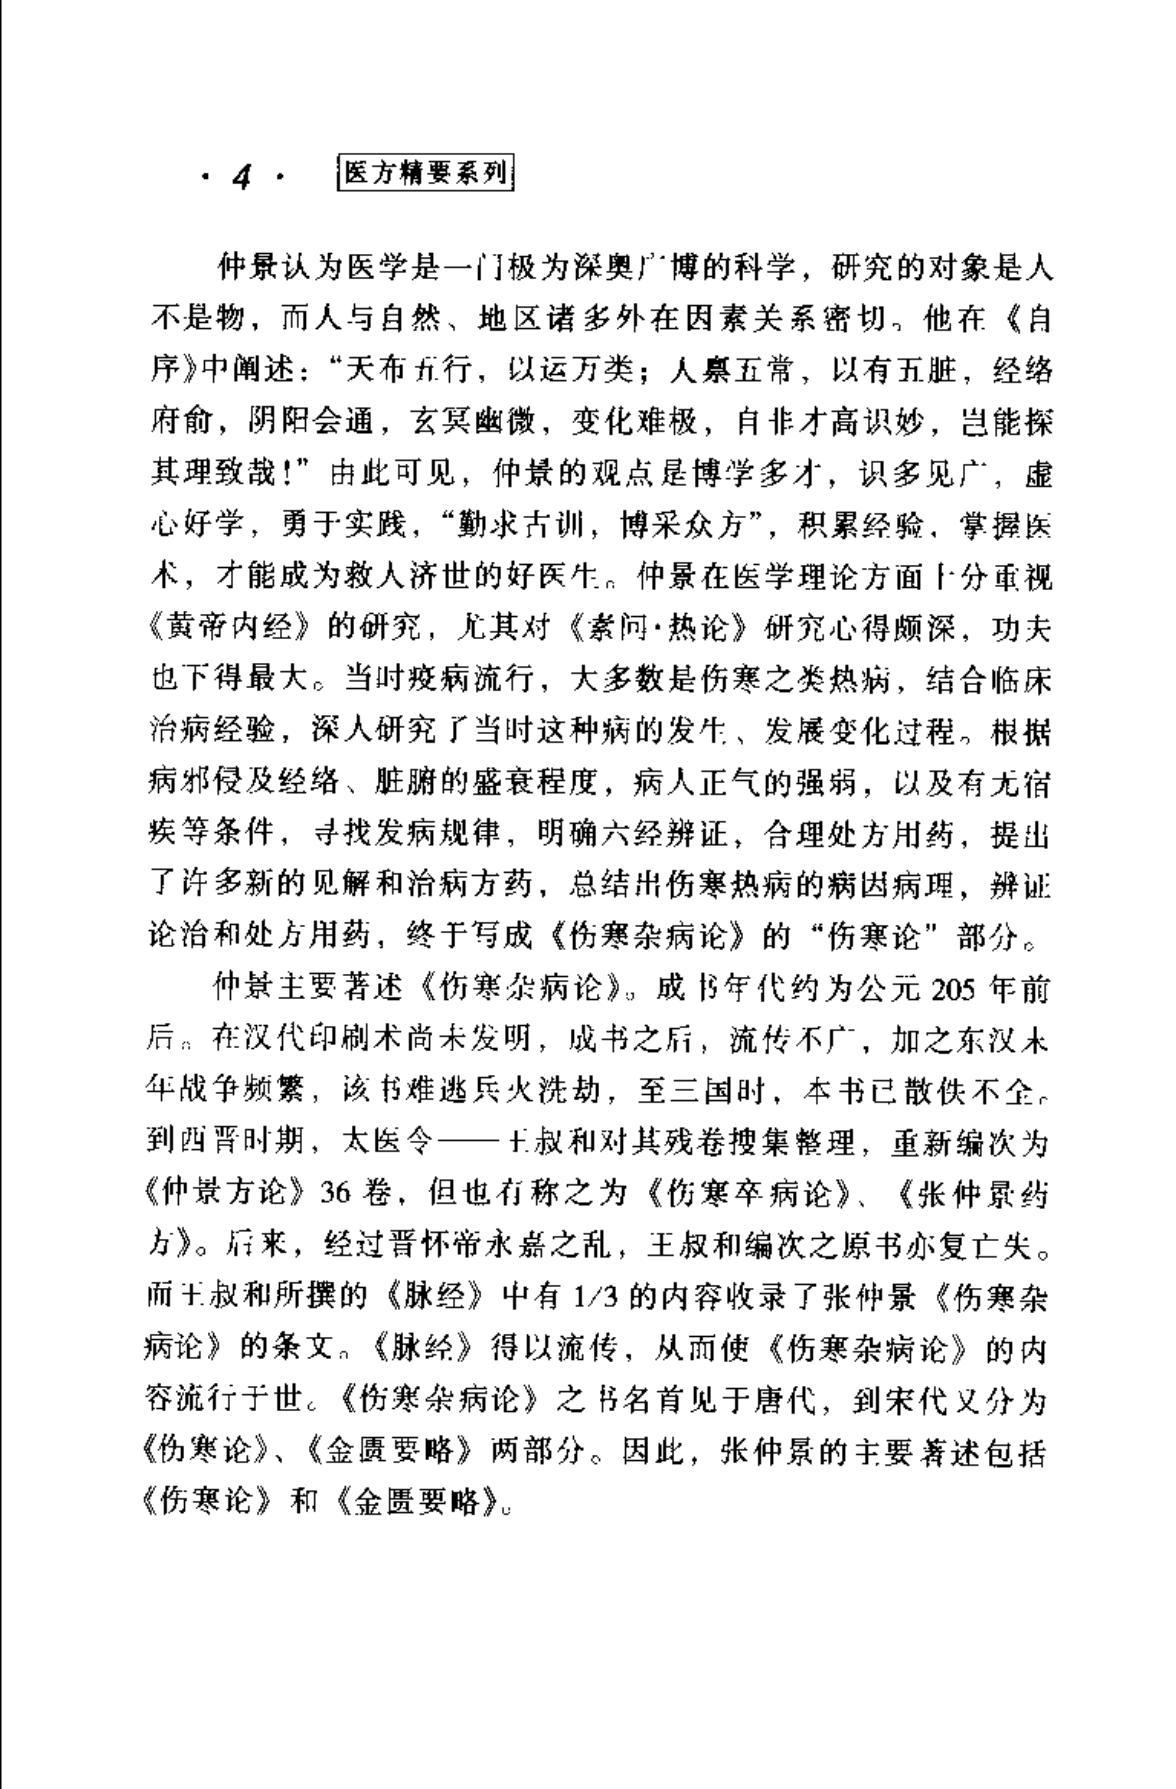 · 4 · 医方精要系列
仲景认为医学是一门极为深奥广博的科学，研究的对象是人
不是物，而人与自然、地区诸多外在因素关系密切。他在《自
序》中阐述：“天布五行，以运万类；人禀五常，以有五脏，经络
府俞，阴阳会通，玄冥幽微，变化难极，自非才高识妙，岂能探
其理致哉！”由此可见，仲景的观点是博学多才，识多见广，虚
心好学，勇于实践，“勤求古训，博采众方”，积累经验，掌握医
术，才能成为救人济世的好医生。仲景在医学理论方面十分重视
《黄帝内经》的研究，尤其对《素问·热论》研究心得颇深，功夫
也下得最大。当时疫病流行，大多数是伤寒之类热病，结合临床
治病经验，深入研究了当时这种病的发生、发展变化过程。根据
病邪侵及经络、脏腑的盛衰程度，病人正气的强弱，以及有无宿
疾等条件，寻找发病规律，明确六经辨证，合理处方用药，提出
了许多新的见解和治病方药，总结出伤寒热病的病因病理，辨证
论治和处方用药，终于写成《伤寒杂病论》的“伤寒论”部分。
仲景主要著述《伤寒杂病论》。成书年代约为公元 205 年前
后。在汉代印刷术尚未发明，成书之后，流传不广，加之东汉末
年战争频繁，该书难逃兵火洗劫，至三国时，本书已散佚不全。
到西晋时期，太医令——王叔和对其残卷搜集整理，重新编次为
《仲景方论》36 卷，但也有称之为《伤寒卒病论》、《张仲景药
方》。后来，经过晋怀帝永嘉之乱，王叔和编次之原书亦复亡失。
而王叔和所撰的《脉经》中有 1/3 的内容收录了张仲景《伤寒杂
病论》的条文。《脉经》得以流传，从而使《伤寒杂病论》的内
容流行于世。《伤寒杂病论》之书名首见于唐代，到宋代又分为
《伤寒论》、《金匮要略》两部分。因此，张仲景的主要著述包括
《伤寒论》和《金匮要略》。